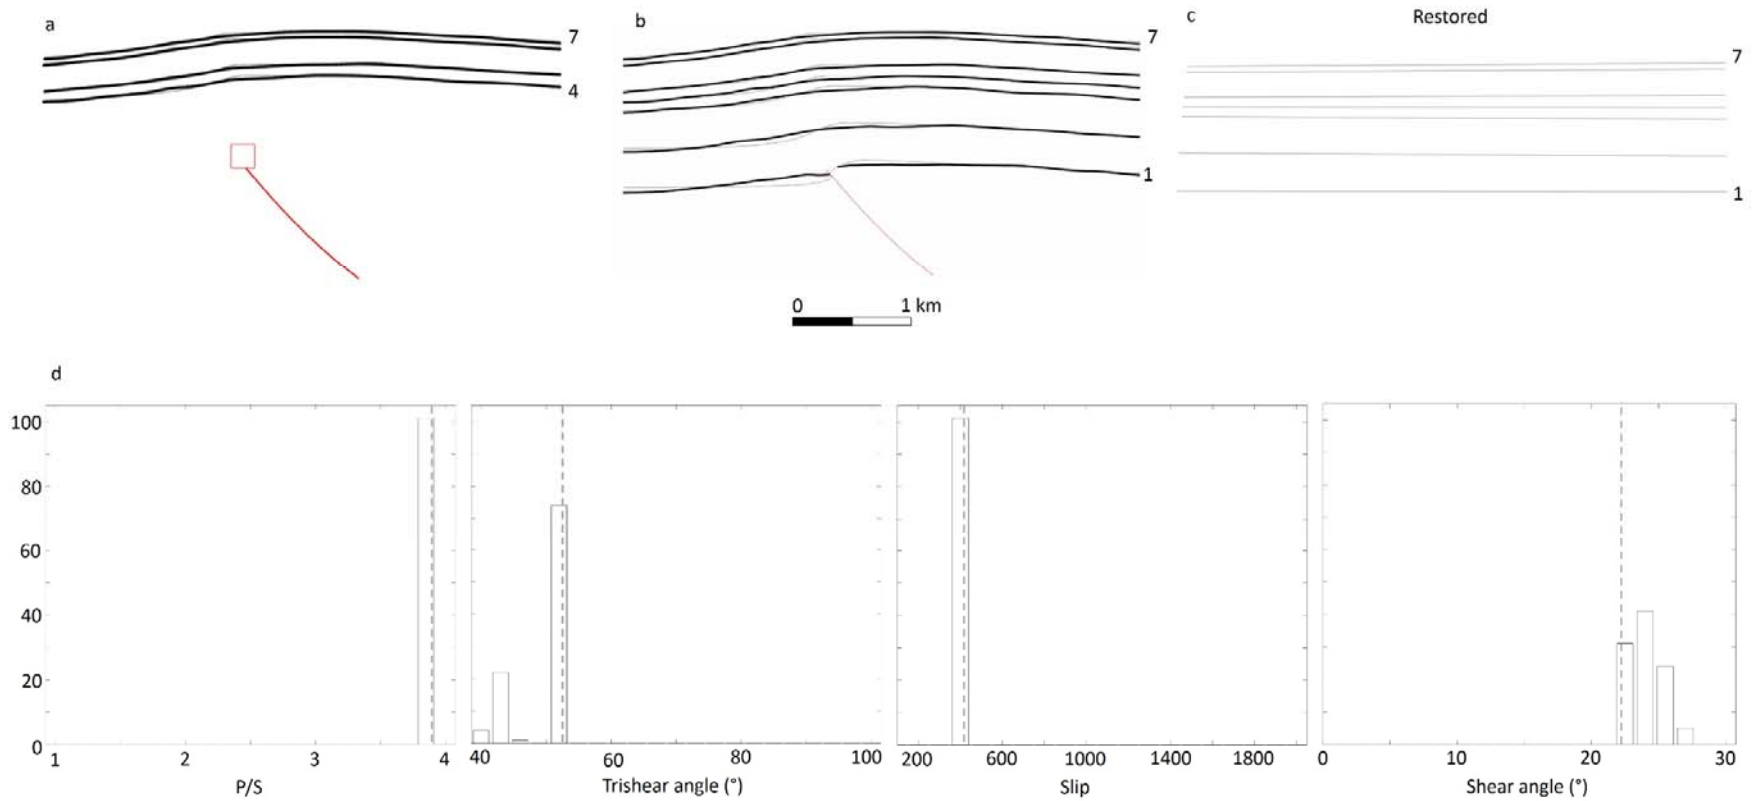 a
7
4
b
7
1
c
Restored
7
1
0 1 km
d
100
80
60
40
20
0
1 2 3 4
P/S
40 60 80 100
Trishear angle (°)
200 600 1000 1400 1800
Slip
0 10 20 30
Shear angle (°)